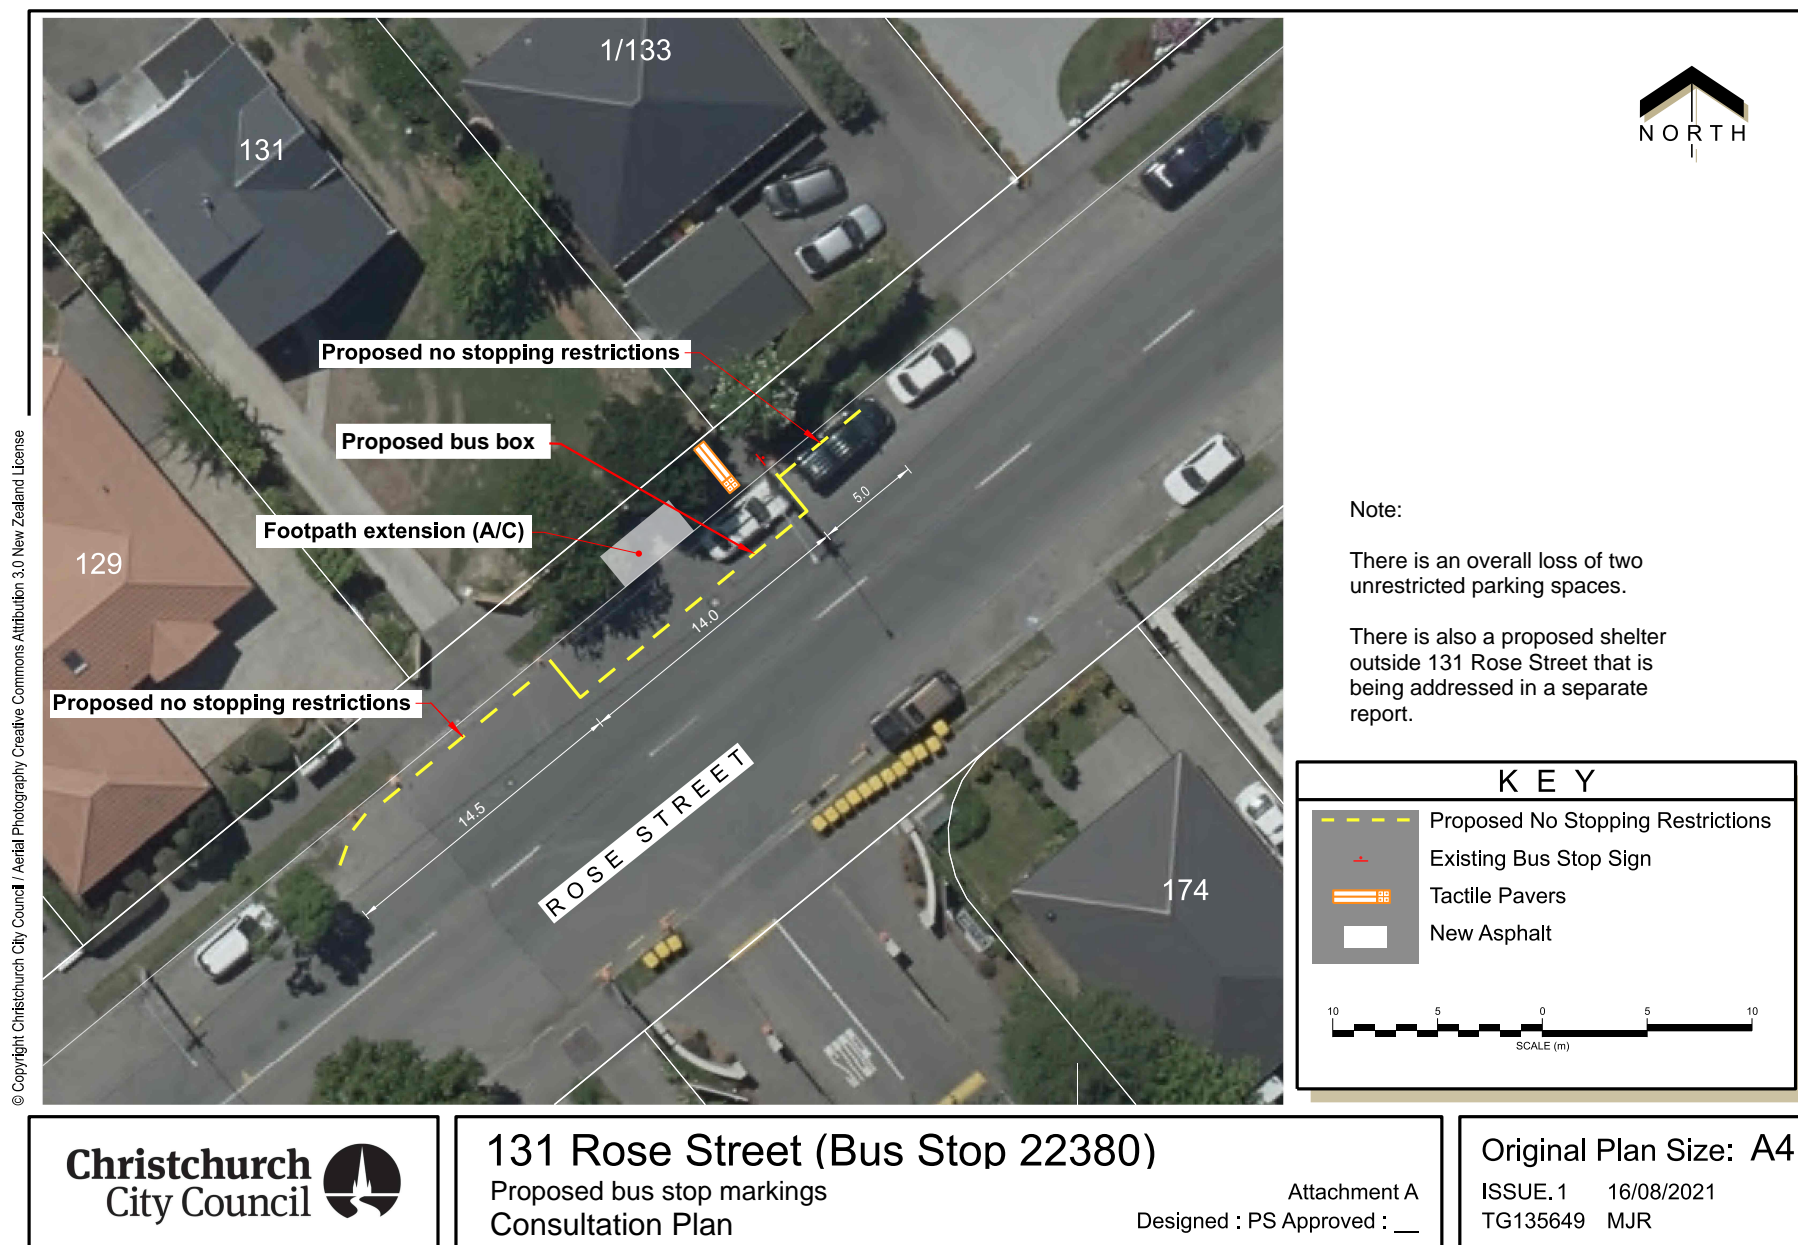 1/133
131
NORTH
Proposed no stopping restrictions
Proposed bus box
5.0
Footpath extension (A/C)
129
14.0
Proposed no stopping restrictions
14.5
ROSE STREET
174
© Copyright Christchurch City Council / Aerial Photography Creative Commons Attribution 3.0 New Zealand License
Note:
There is an overall loss of two
unrestricted parking spaces.
There is also a proposed shelter
outside 131 Rose Street that is
being addressed in a separate
report.
KEY
Proposed No Stopping Restrictions
Existing Bus Stop Sign
Tactile Pavers
New Asphalt
10 5 0 5 10
SCALE (m)
Christchurch
City Council
131 Rose Street (Bus Stop 22380)
Proposed bus stop markings
Consultation Plan
Attachment A
Designed : PS Approved : __
Original Plan Size: A4
ISSUE.1 16/08/2021
TG135649 MJR